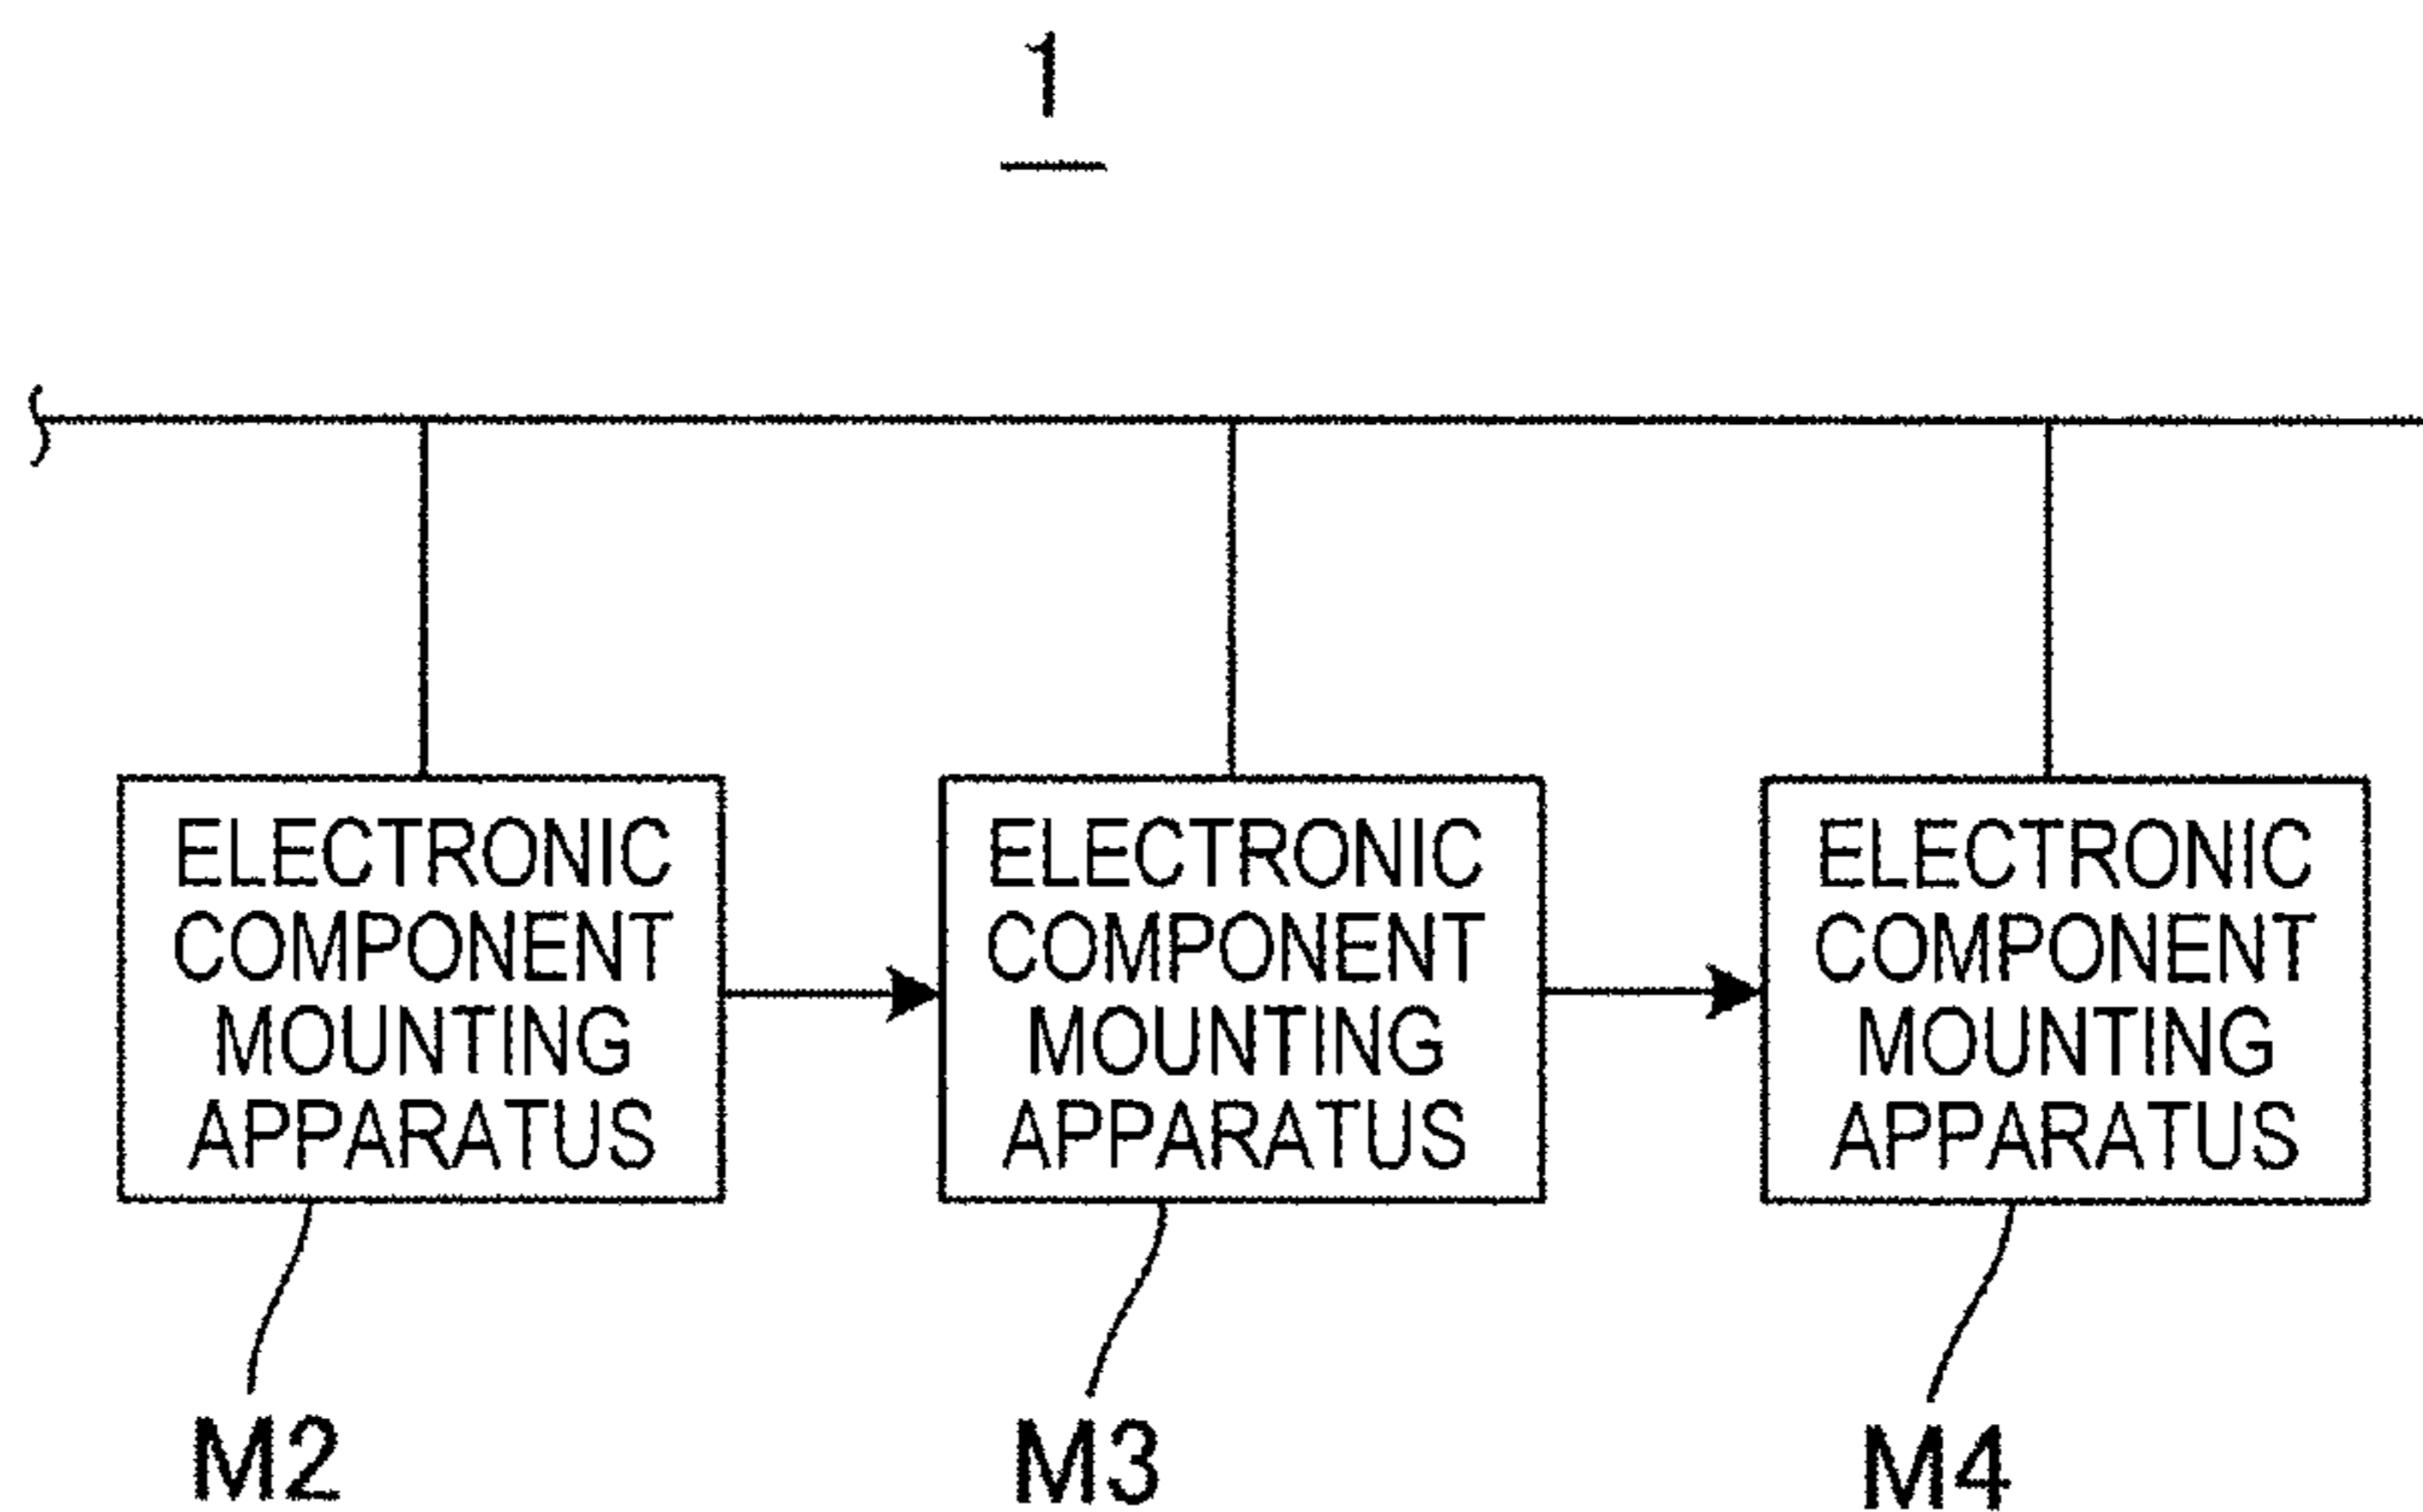 1
ELECTRONIC
COMPONENT
MOUNTING
APPARATUS
ELECTRONIC
COMPONENT
MOUNTING
APPARATUS
ELECTRONIC
COMPONENT
MOUNTING
APPARATUS
M2
M3
M4